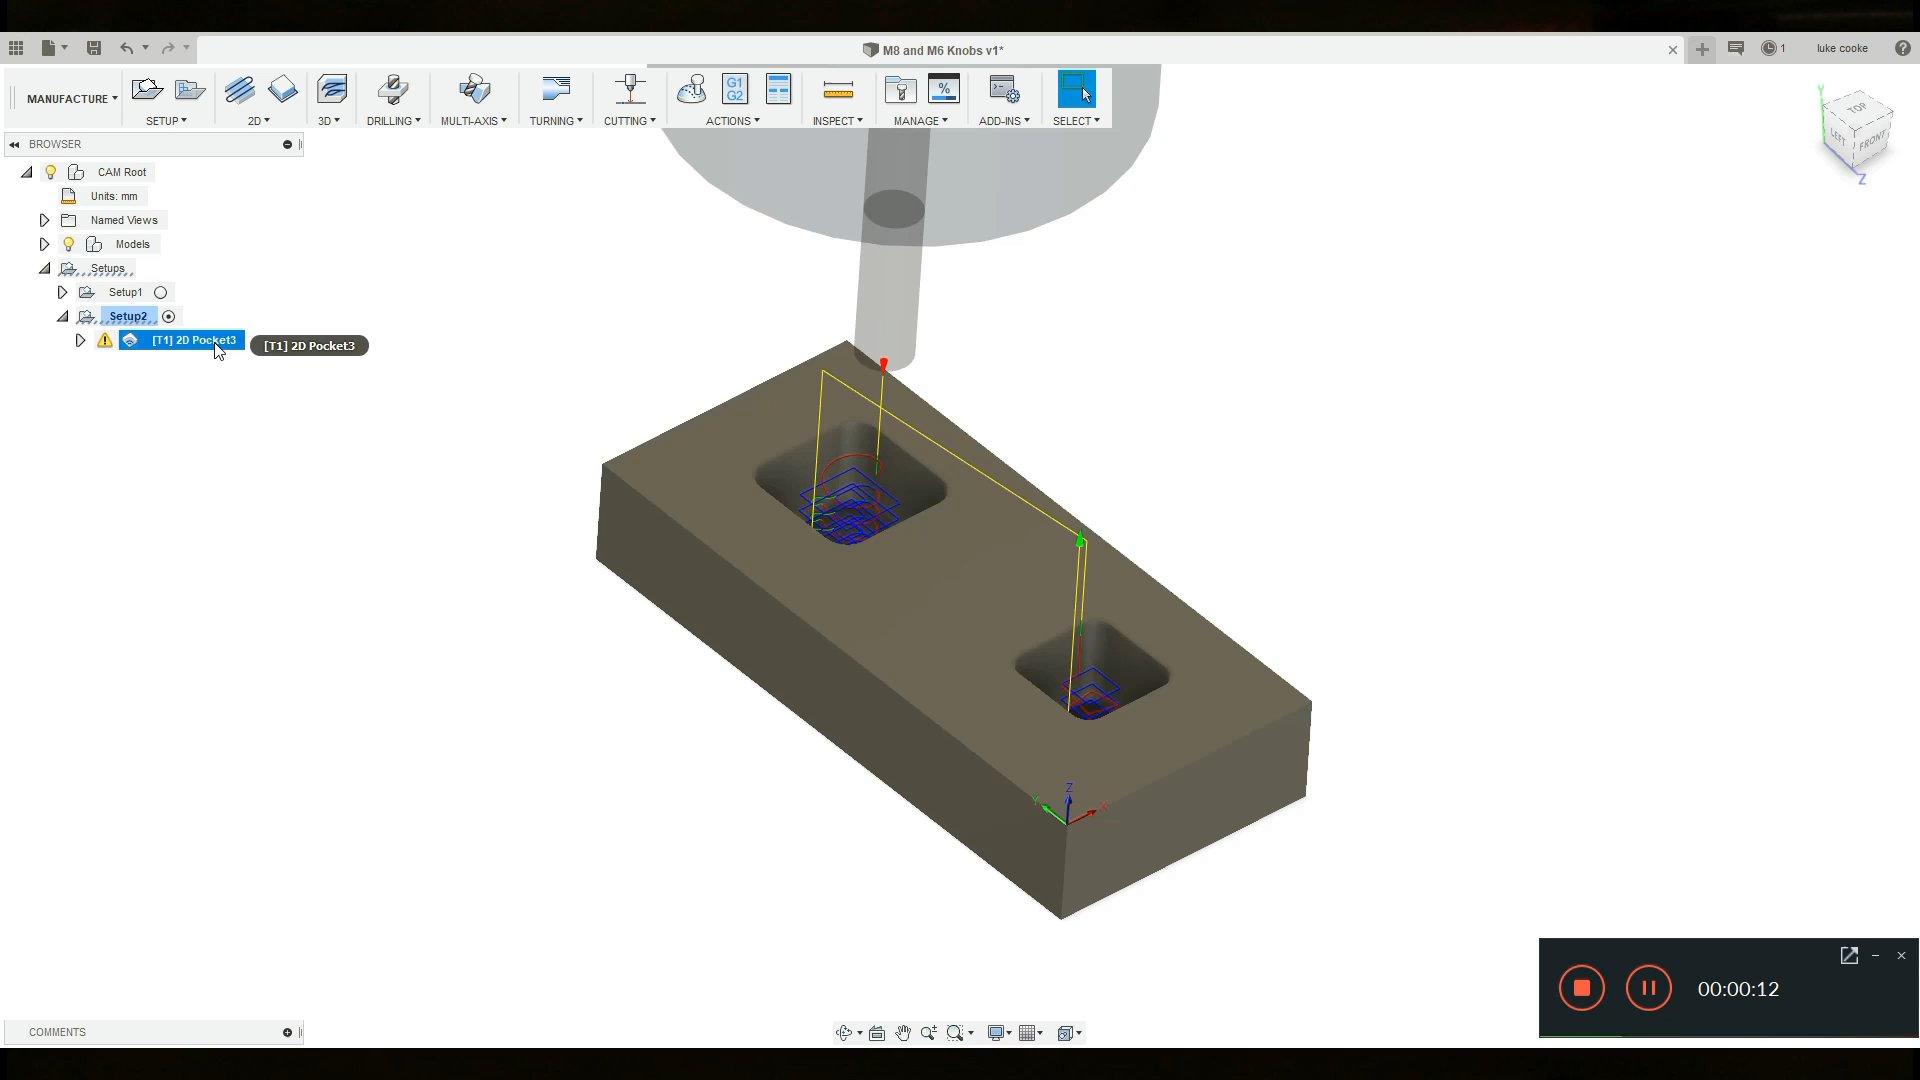 M8 and M6 Knobs v1*
1
luke cooke
MANUFACTURE
SETUP
2D
3D
DRILLING
MULTI-AXIS
TURNING
CUTTING
G1
G2
ACTIONS
INSPECT
%
MANAGE
ADD-INS
SELECT
BROWSER
CAM Root
Units: mm
Named Views
Models
Setups
Setup1
Setup2
[T1] 2D Pocket3
[T1] 2D Pocket3
Y
TOP
LEFT
FRONT
Z
Z
Y
X
00:00:12
COMMENTS